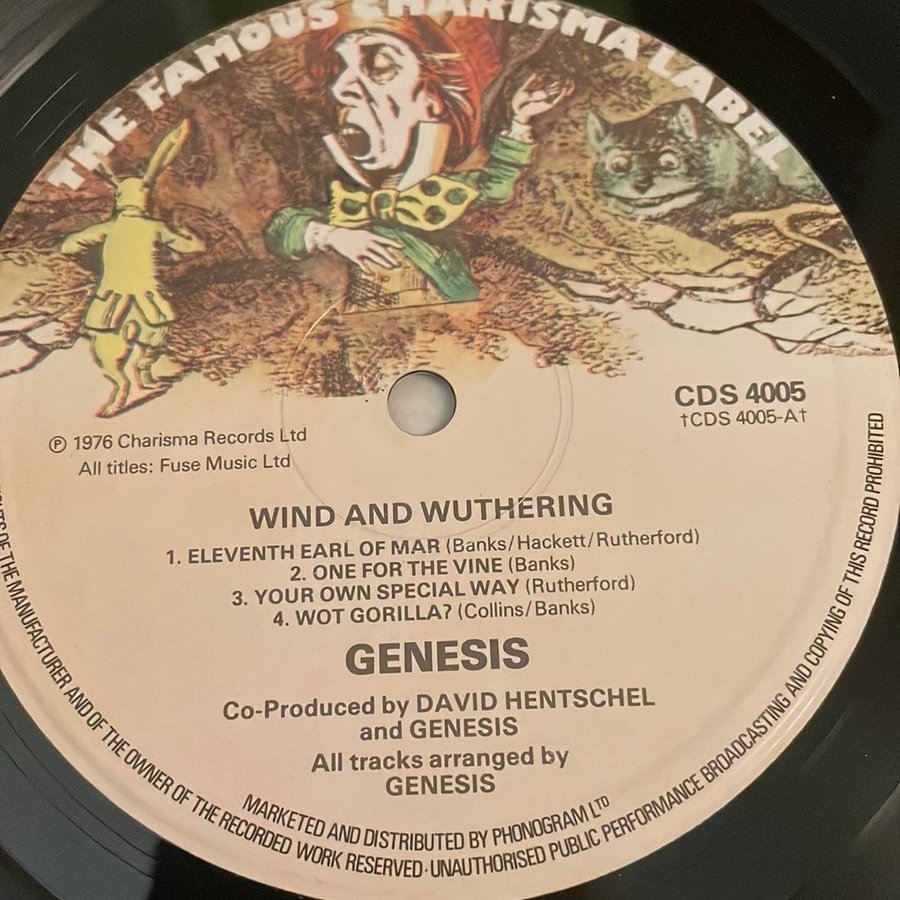 THE FAMOUS CHARISMA LABEL
CDS 4005
†CDS 4005-A†
℗ 1976 Charisma Records Ltd
All titles: Fuse Music Ltd
WIND AND WUTHERING
1. ELEVENTH EARL OF MAR (Banks/Hackett/Rutherford)
2. ONE FOR THE VINE (Banks)
3. YOUR OWN SPECIAL WAY (Rutherford)
4. WOT GORILLA? (Collins/Banks)
GENESIS
Co-Produced by DAVID HENTSCHEL
and GENESIS
All tracks arranged by
GENESIS
MARKETED AND DISTRIBUTED BY PHONOGRAM LTD
OF THE MANUFACTURER AND OF THE OWNER OF THE RECORDED WORK RESERVED·UNAUTHORISED PUBLIC PERFORMANCE BROADCASTING AND COPYING OF THIS RECORD PROHIBITED